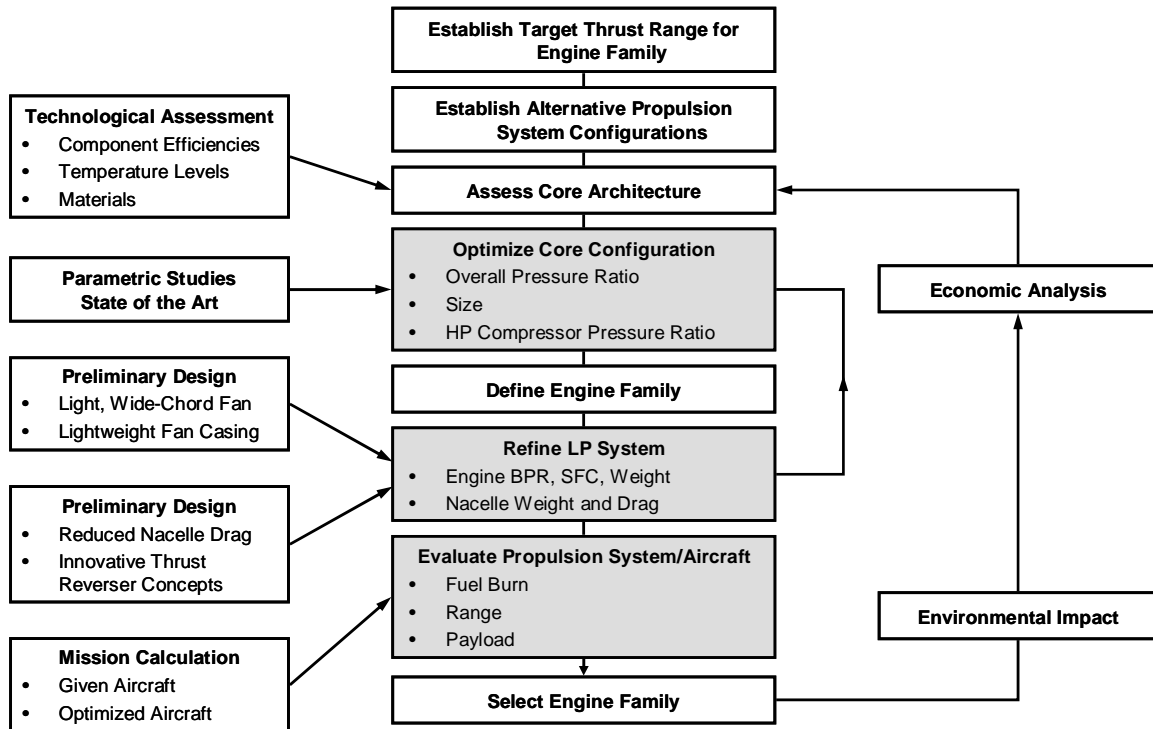 Establish Target Thrust Range for
Engine Family
Establish Alternative Propulsion
System Configurations
Assess Core Architecture
Optimize Core Configuration
• Overall Pressure Ratio
• Size
• HP Compressor Pressure Ratio
Define Engine Family
Refine LP System
• Engine BPR, SFC, Weight
• Nacelle Weight and Drag
Evaluate Propulsion System/Aircraft
• Fuel Burn
• Range
• Payload
Select Engine Family
Technological Assessment
• Component Efficiencies
• Temperature Levels
• Materials
Parametric Studies
State of the Art
Preliminary Design
• Light, Wide-Chord Fan
• Lightweight Fan Casing
Preliminary Design
• Reduced Nacelle Drag
• Innovative Thrust
Reverser Concepts
Mission Calculation
• Given Aircraft
• Optimized Aircraft
Economic Analysis
Environmental Impact